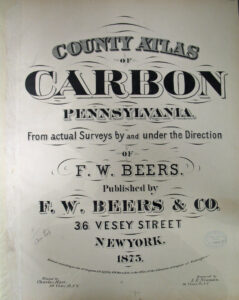 COUNTY ATLAS
OF
CARBON
PENNSYLVANIA.
From actual Surveys by and under the Direction
OF
F. W. BEERS.
Published by
F. W. BEERS & CO.
36 VESEY STREET
NEW YORK.
1875.